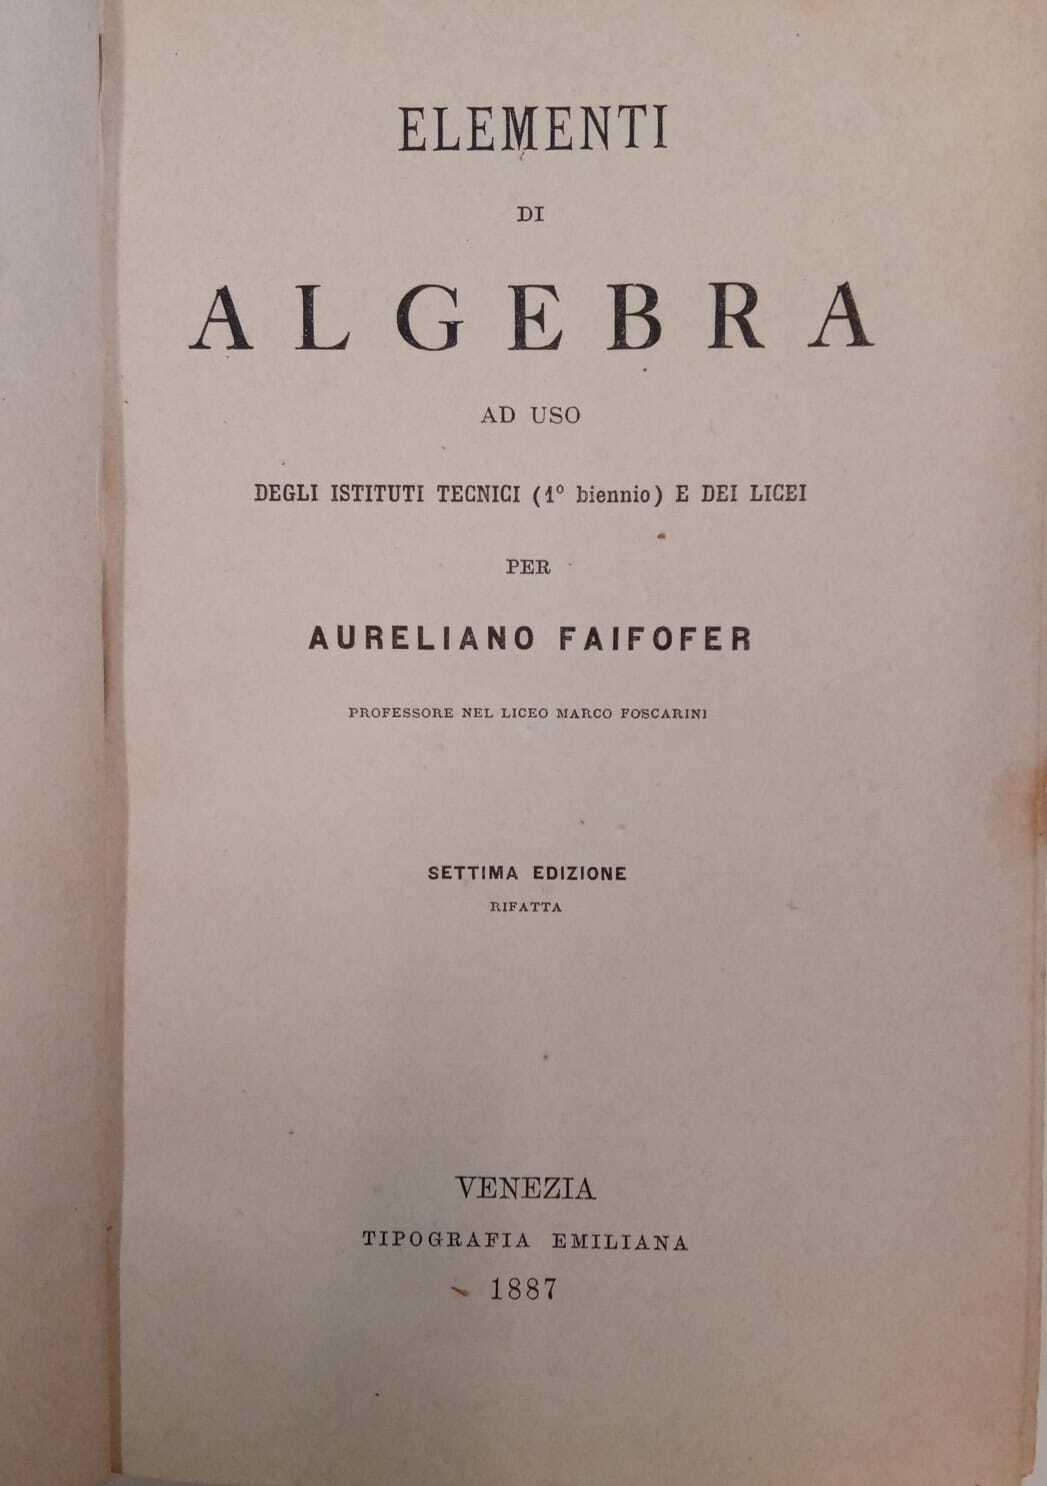 ELEMENTI
DI
ALGEBRA
AD USO
DEGLI ISTITUTI TECNICI (1º biennio) E DEI LICEI
PER
AURELIANO FAIFOFER
PROFESSORE NEL LICEO MARCO FOSCARINI
SETTIMA EDIZIONE
RIFATTA
VENEZIA
TIPOGRAFIA EMILIANA
1887